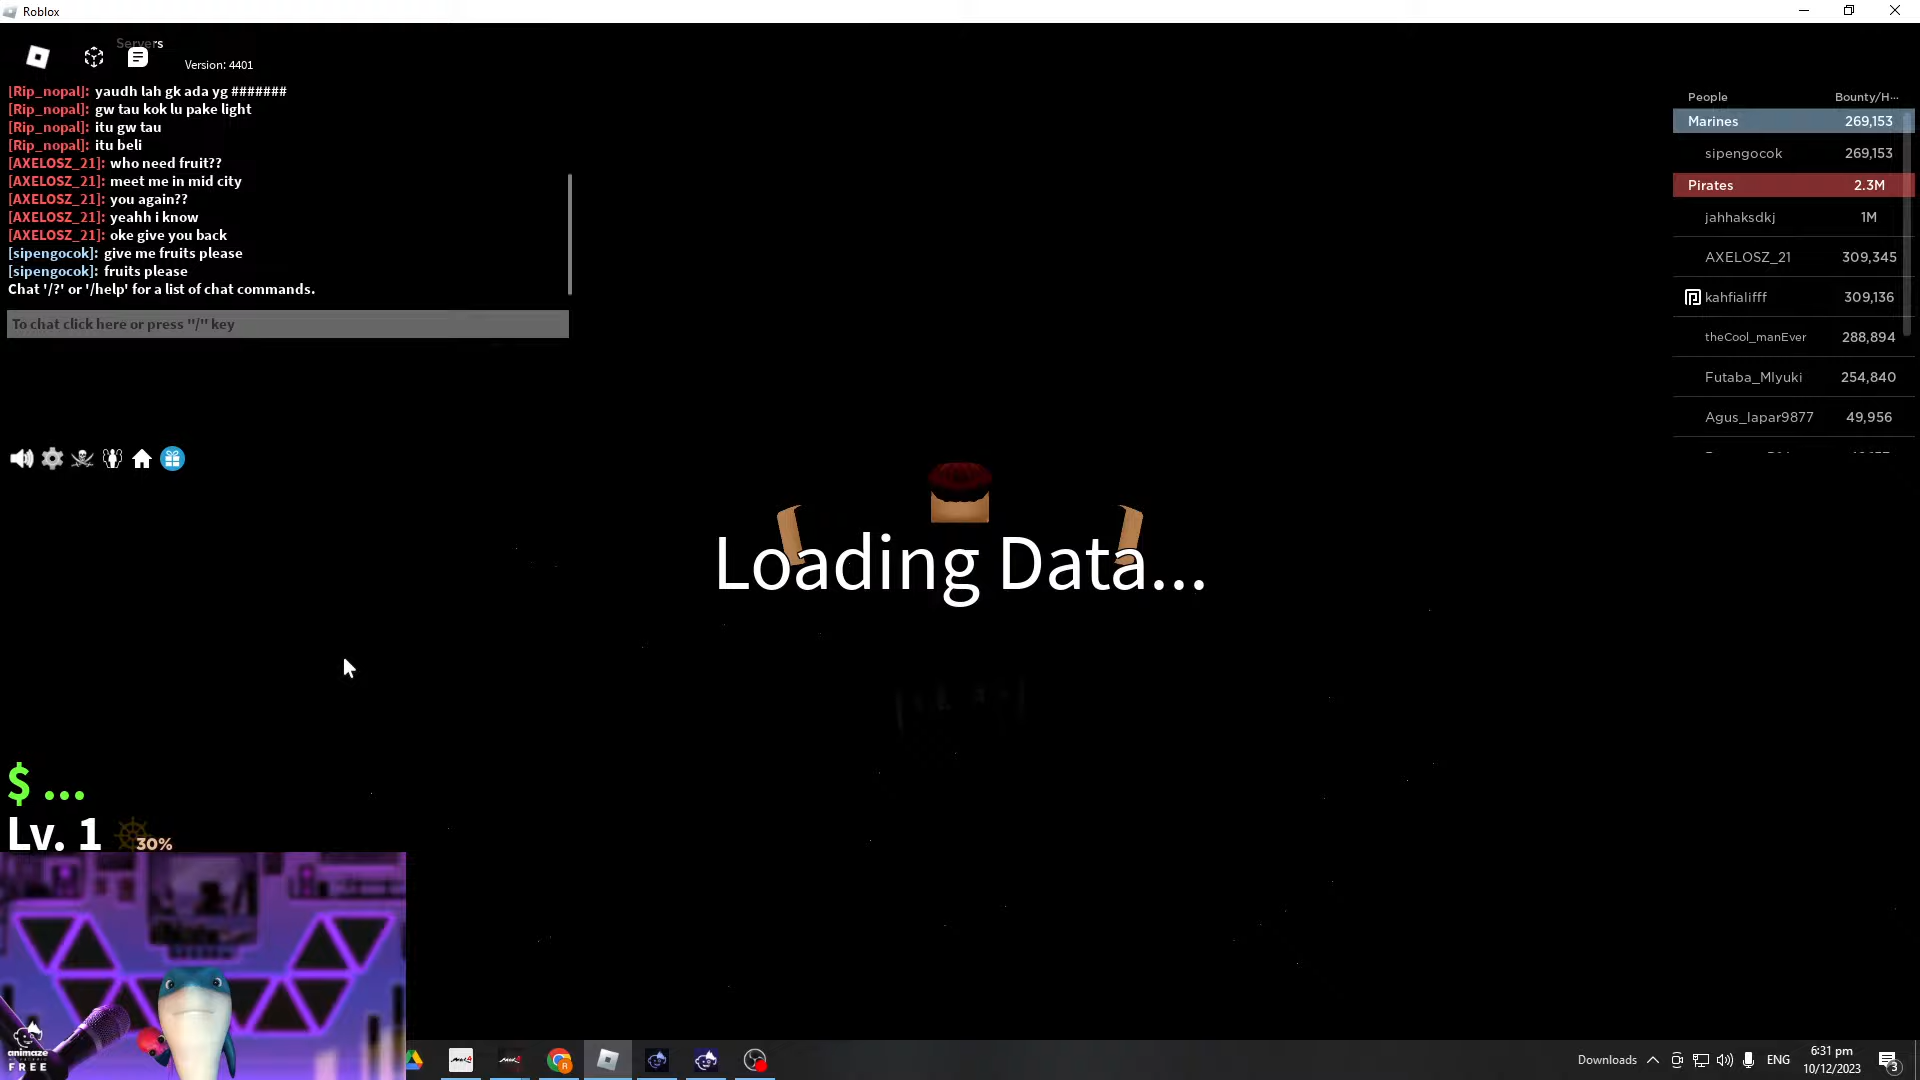 Roblox
Servers
Version: 4401
[Rip_nopal]: yaudh lah gk ada yg #######
[Rip_nopal]: gw tau kok lu pake light
[Rip_nopal]: itu gw tau
[Rip_nopal]: itu beli
[AXELOSZ_21]: who need fruit??
[AXELOSZ_21]: meet me in mid city
[AXELOSZ_21]: you again??
[AXELOSZ_21]: yeahh i know
[AXELOSZ_21]: oke give you back
[sipengocok]: give me fruits please
[sipengocok]: fruits please
Chat '/?' or '/help' for a list of chat commands.
To chat click here or press "/" key
People Bounty/H...
Marines 269,153
sipengocok 269,153
Pirates 2.3M
jahhaksdkj 1M
AXELOSZ_21 309,345
kahfialifff 309,136
theCool_manEver 288,894
Futaba_MIyuki 254,840
Agus_lapar9877 49,956
Loading Data...
$ ...
Lv. 1
30%
animaze
FREE
Downloads
ENG
6:31 pm
10/12/2023
3